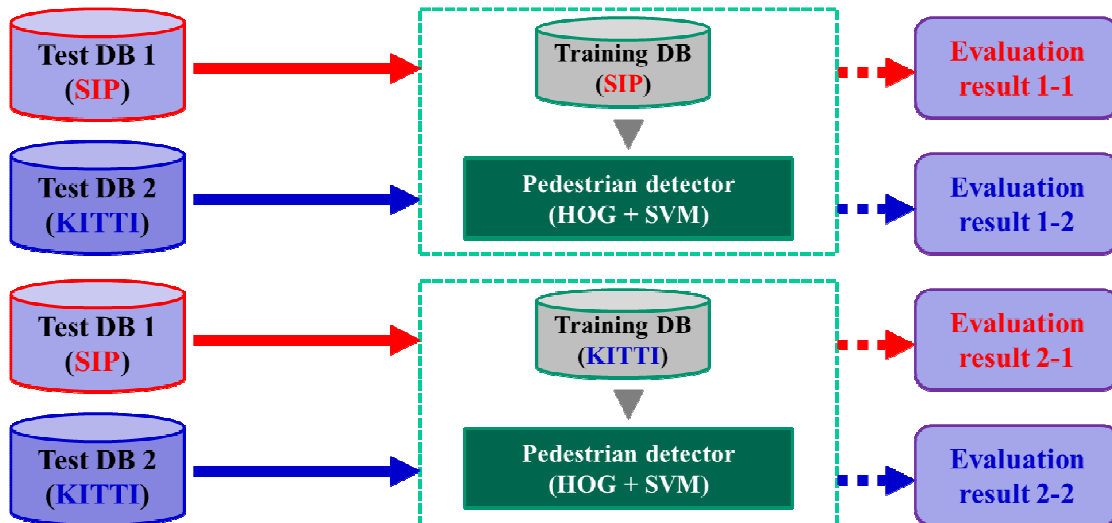 Test DB 1
(SIP)
Training DB
(SIP)
Evaluation
result 1-1
Test DB 2
(KITTI)
Pedestrian detector
(HOG + SVM)
Evaluation
result 1-2
Test DB 1
(SIP)
Training DB
(KITTI)
Evaluation
result 2-1
Test DB 2
(KITTI)
Pedestrian detector
(HOG + SVM)
Evaluation
result 2-2